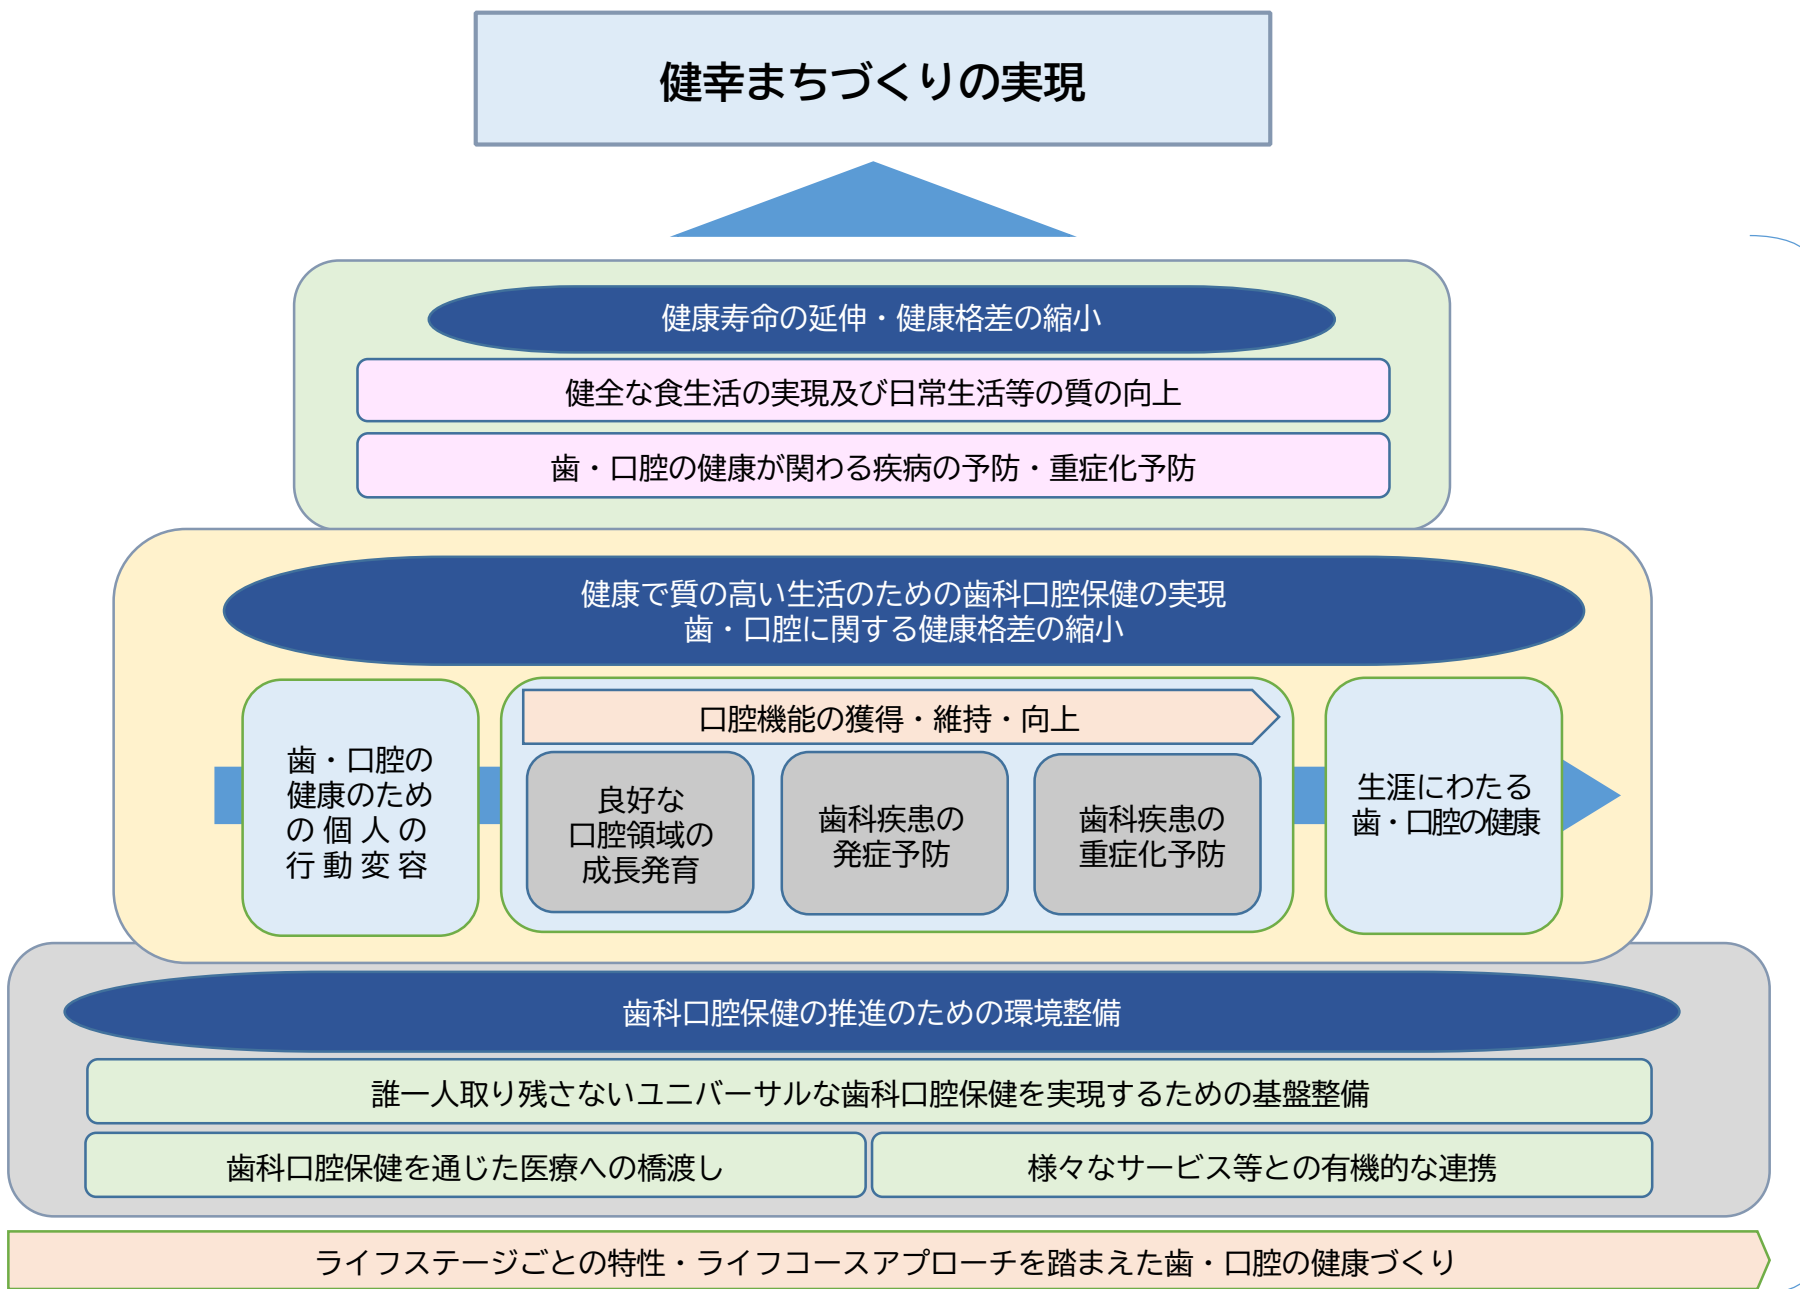 健幸まちづくりの実現
健康寿命の延伸・健康格差の縮小
健全な食生活の実現及び日常生活等の質の向上
歯・口腔の健康が関わる疾病の予防・重症化予防
健康で質の高い生活のための歯科口腔保健の実現
歯・口腔に関する健康格差の縮小
歯・口腔の
健康のため
の個人の
行動変容
口腔機能の獲得・維持・向上
良好な
口腔領域の
成長発育
歯科疾患の
発症予防
歯科疾患の
重症化予防
生涯にわたる
歯・口腔の健康
歯科口腔保健の推進のための環境整備
誰一人取り残さないユニバーサルな歯科口腔保健を実現するための基盤整備
歯科口腔保健を通じた医療への橋渡し
様々なサービス等との有機的な連携
ライフステージごとの特性・ライフコースアプローチを踏まえた歯・口腔の健康づくり